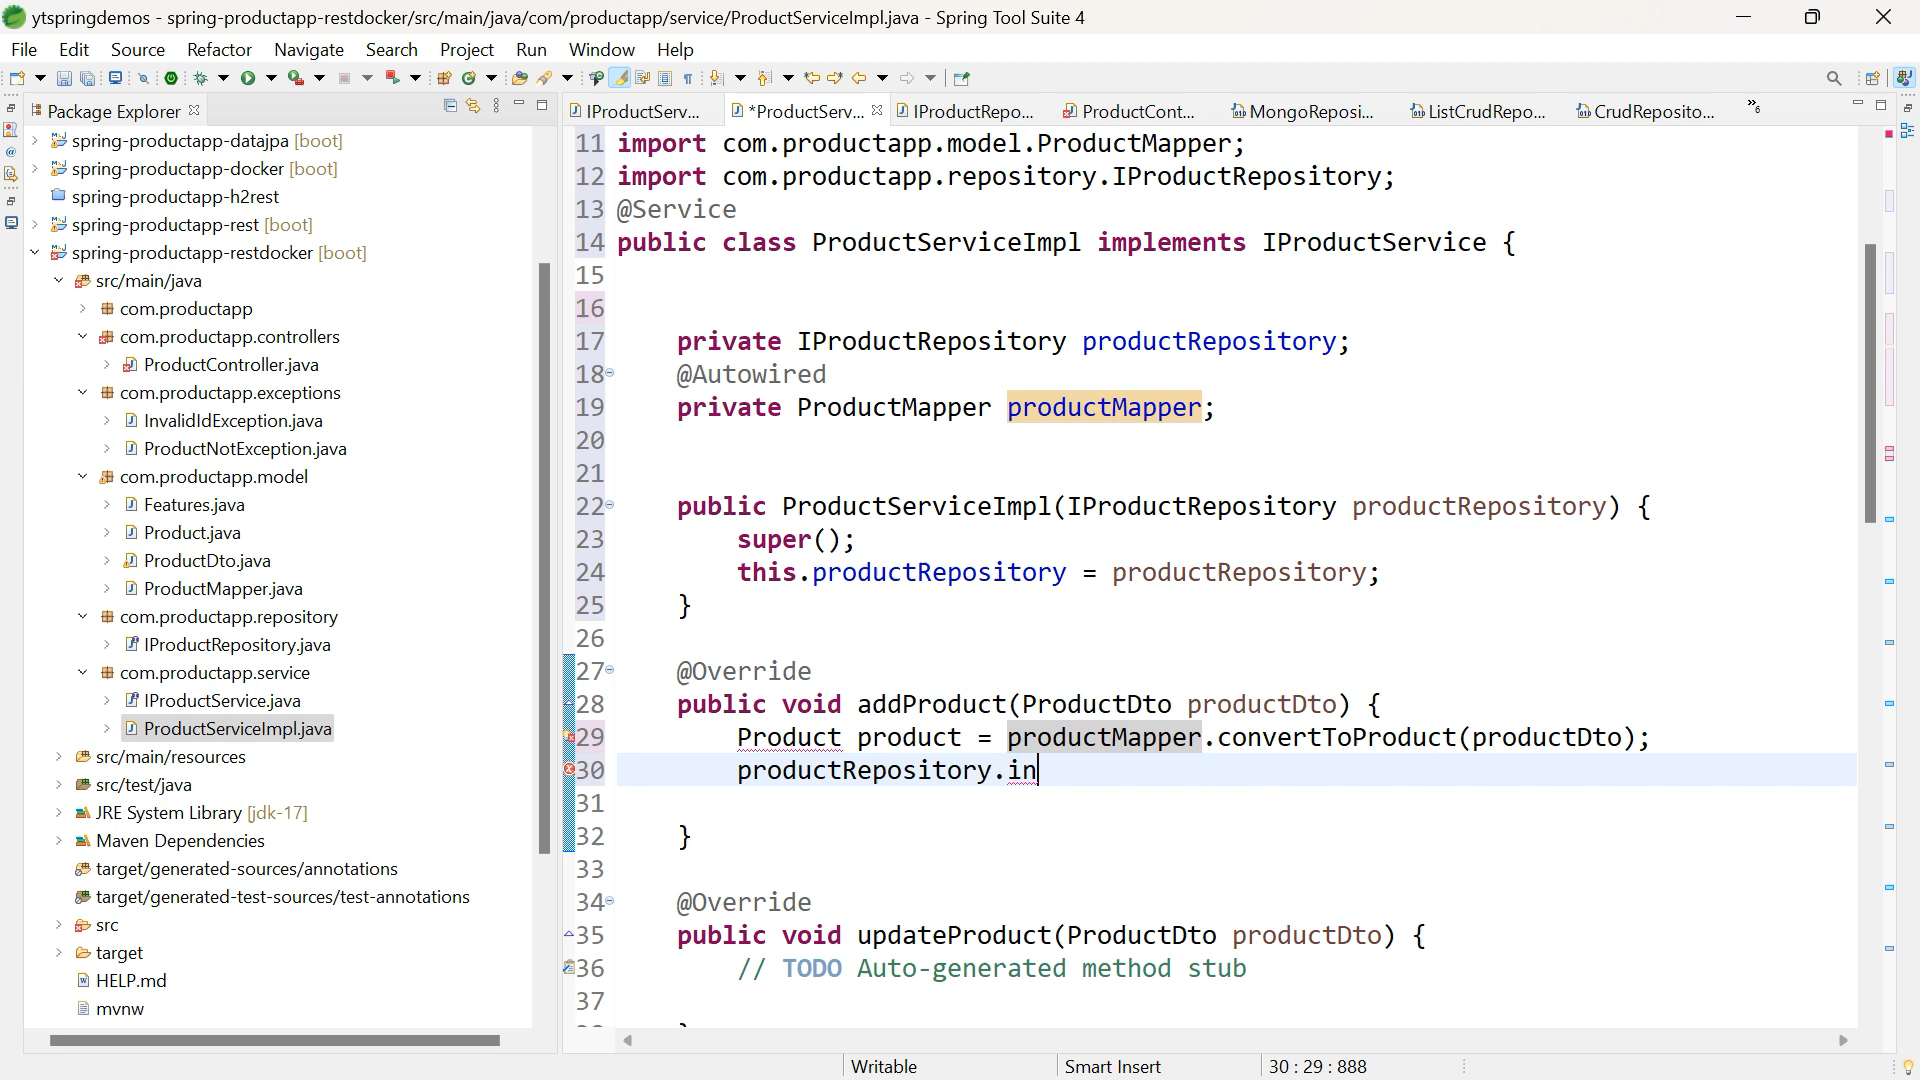 ytspringdemos - spring-productapp-restdocker/src/main/java/com/productapp/service/ProductServiceImpl.java - Spring Tool Suite 4
File Edit Source Refactor Navigate Search Project Run Window Help
Package Explorer
IProductServ... *ProductServ... IProductRepo... ProductCont... MongoReposi... ListCrudRepo... CrudReposito... »6
spring-productapp-datajpa [boot]
spring-productapp-docker [boot]
spring-productapp-h2rest
spring-productapp-rest [boot]
spring-productapp-restdocker [boot]
src/main/java
com.productapp
com.productapp.controllers
ProductController.java
com.productapp.exceptions
InvalidIdException.java
ProductNotException.java
com.productapp.model
Features.java
Product.java
ProductDto.java
ProductMapper.java
com.productapp.repository
IProductRepository.java
com.productapp.service
IProductService.java
ProductServiceImpl.java
src/main/resources
src/test/java
JRE System Library [jdk-17]
Maven Dependencies
target/generated-sources/annotations
target/generated-test-sources/test-annotations
src
target
HELP.md
mvnw
11 import com.productapp.model.ProductMapper;
12 import com.productapp.repository.IProductRepository;
13 @Service
14 public class ProductServiceImpl implements IProductService {
15
16
17 private IProductRepository productRepository;
18 @Autowired
19 private ProductMapper productMapper;
20
21
22 public ProductServiceImpl(IProductRepository productRepository) {
23 super();
24 this.productRepository = productRepository;
25 }
26
27 @Override
28 public void addProduct(ProductDto productDto) {
29 Product product = productMapper.convertToProduct(productDto);
30 productRepository.in
31
32 }
33
34 @Override
35 public void updateProduct(ProductDto productDto) {
36 // TODO Auto-generated method stub
37
Writable Smart Insert 30 : 29 : 888